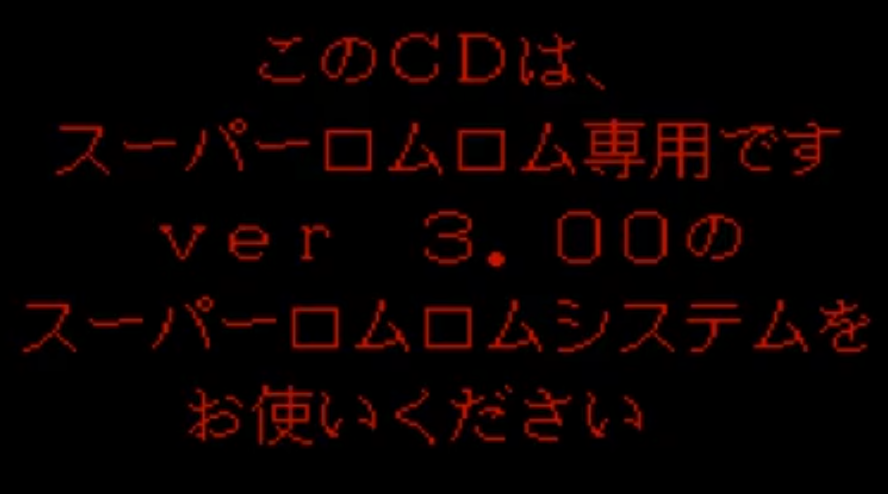 このCDは、
スーパーロムロム専用です
ver 3.00の
スーパーロムロムシステムを
お使いください